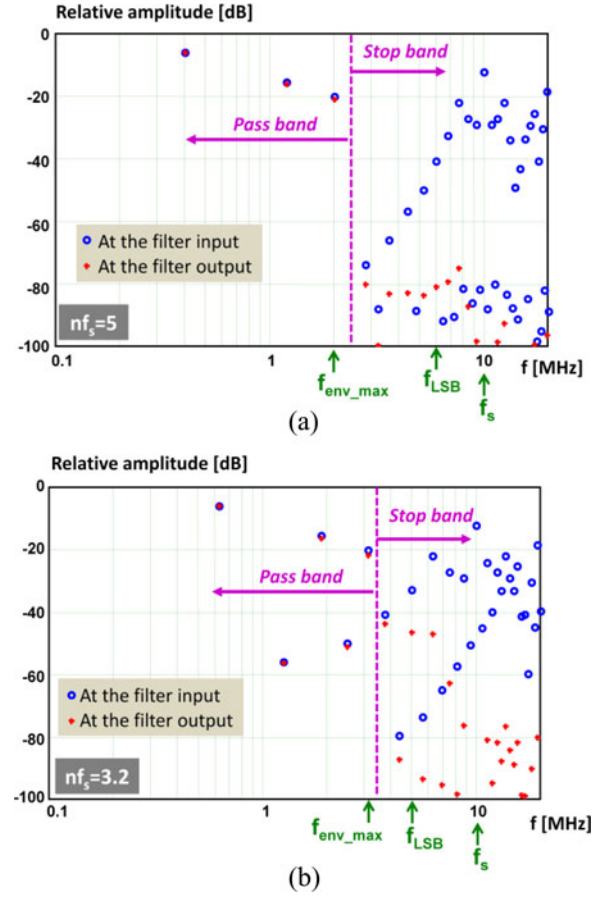 Relative amplitude [dB]
0
-20
-40
-60
-80
-100
Stop band
Pass band
At the filter input
At the filter output
nfs=5
0.1
1
10
f [MHz]
fenv_max
fLSB
fs
(a)
Relative amplitude [dB]
0
-20
-40
-60
-80
-100
Stop band
Pass band
At the filter input
At the filter output
nfs=3.2
0.1
1
10
f [MHz]
fenv_max
fLSB
fs
(b)